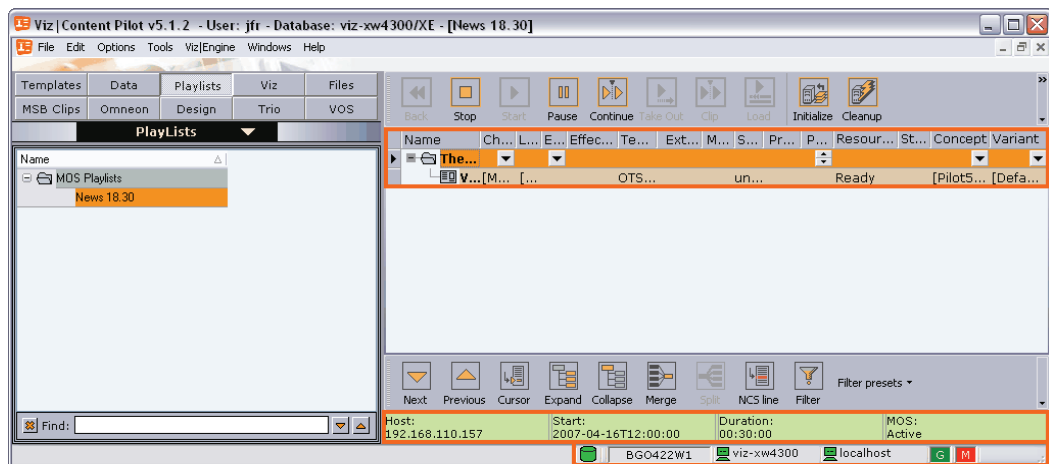 Viz|Content Pilot v5.1.2 - User: jfr - Database: viz-xw4300/XE - [News 18.30]
File Edit Options Tools Viz|Engine Windows Help
Templates Data Playlists Viz Files
MSB Clips Omneon Design Trio VOS
PlayLists
Name
MOS Playlists
News 18.30
Find:
Back Stop Start Pause Continue Take Out Clip Load Initialize Cleanup
Name Ch... L... E... Effec... Te... Ext... M... S... Pr... P... Resour... St... Concept Variant
The...
V... [M... [... OTS... un... Ready [Pilot5... [Defa...
Next Previous Cursor Expand Collapse Merge Split NCS line Filter Filter presets
Host: Start: Duration: MOS:
192.168.110.157 2007-04-16T12:00:00 00:30:00 Active
BGO422W1 viz-xw4300 localhost G M